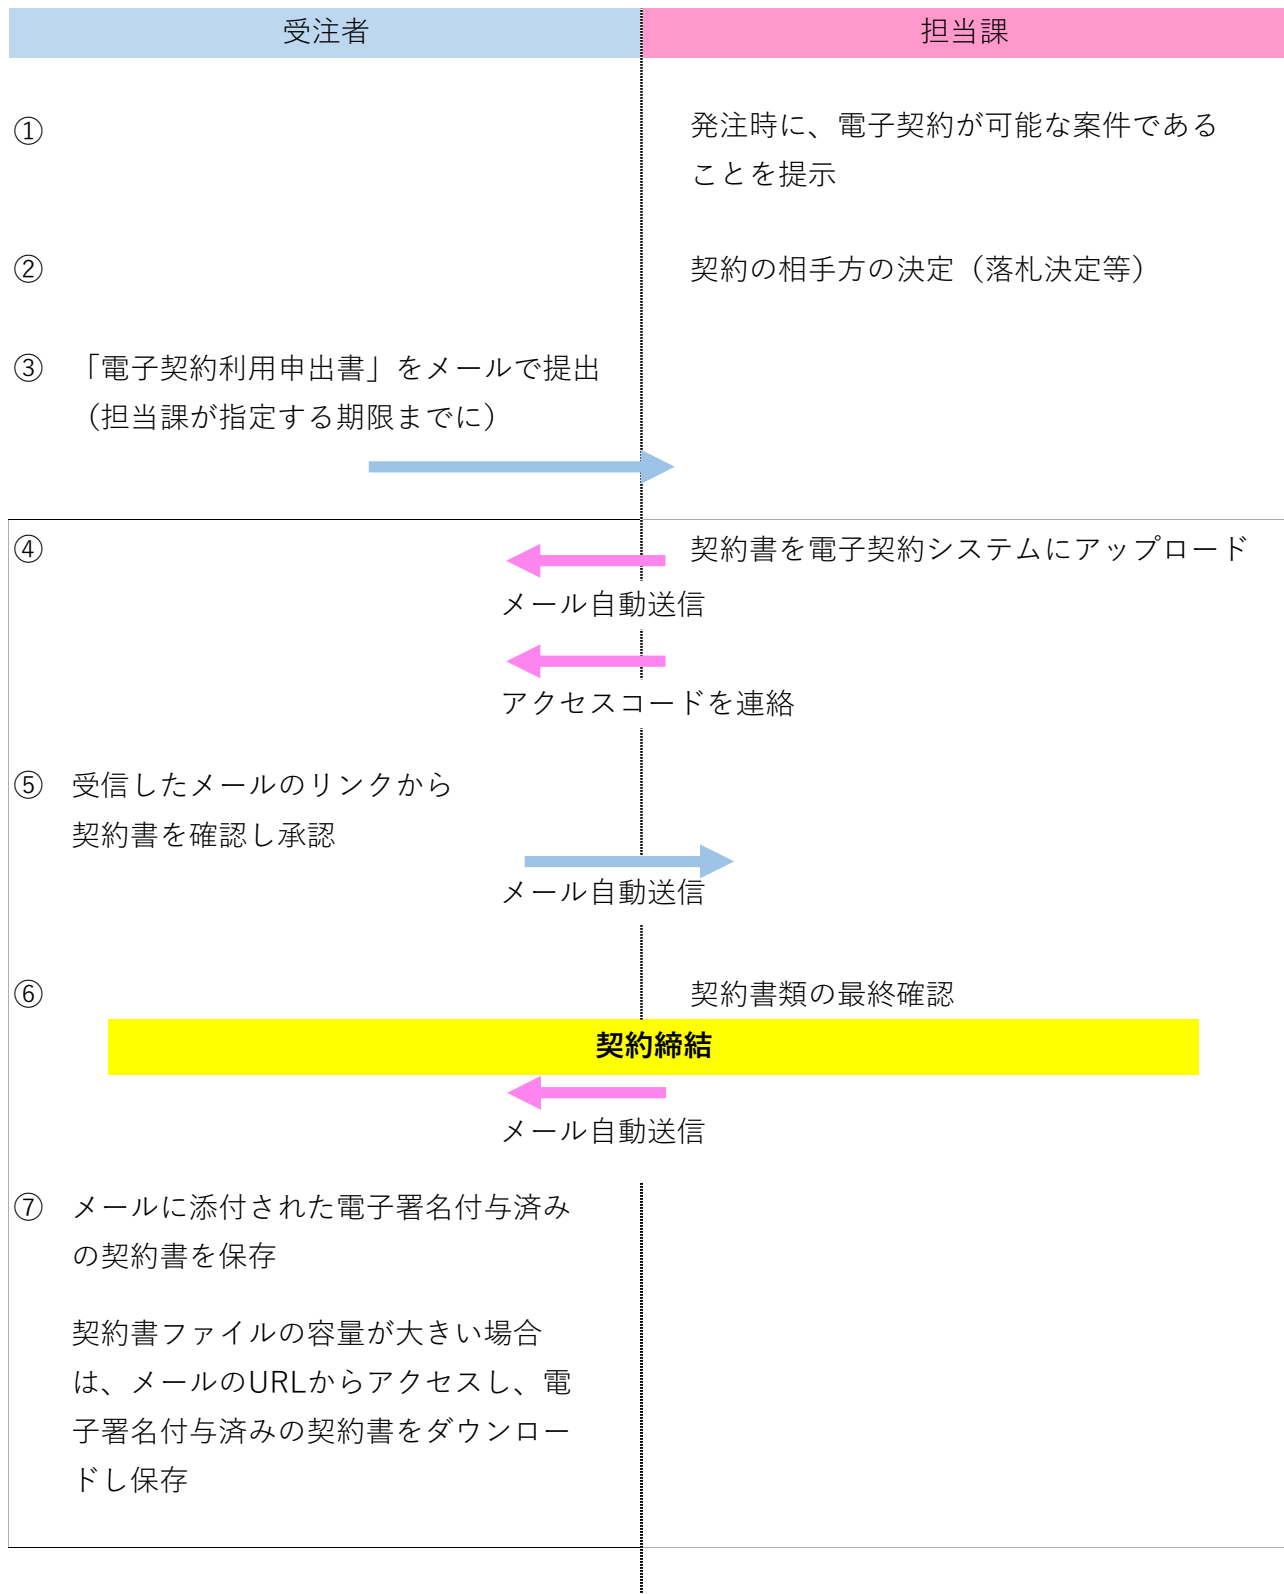 受注者
担当課
①
発注時に、電子契約が可能な案件である
ことを提示
②
契約の相手方の決定（落札決定等）
③
「電子契約利用申出書」をメールで提出
（担当課が指定する期限までに）
④
契約書を電子契約システムにアップロード
メール自動送信
アクセスコードを連絡
⑤
受信したメールのリンクから
契約書を確認し承認
メール自動送信
⑥
契約書類の最終確認
契約締結
メール自動送信
⑦
メールに添付された電子署名付与済み
の契約書を保存
契約書ファイルの容量が大きい場合
は、メールのURLからアクセスし、電
子署名付与済みの契約書をダウンロー
ドし保存